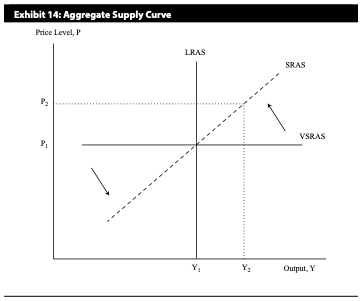 Exhibit 14: Aggregate Supply Curve
Price Level, P
LRAS
SRAS
P2
VSRAS
P1
Y1
Y2
Output, Y